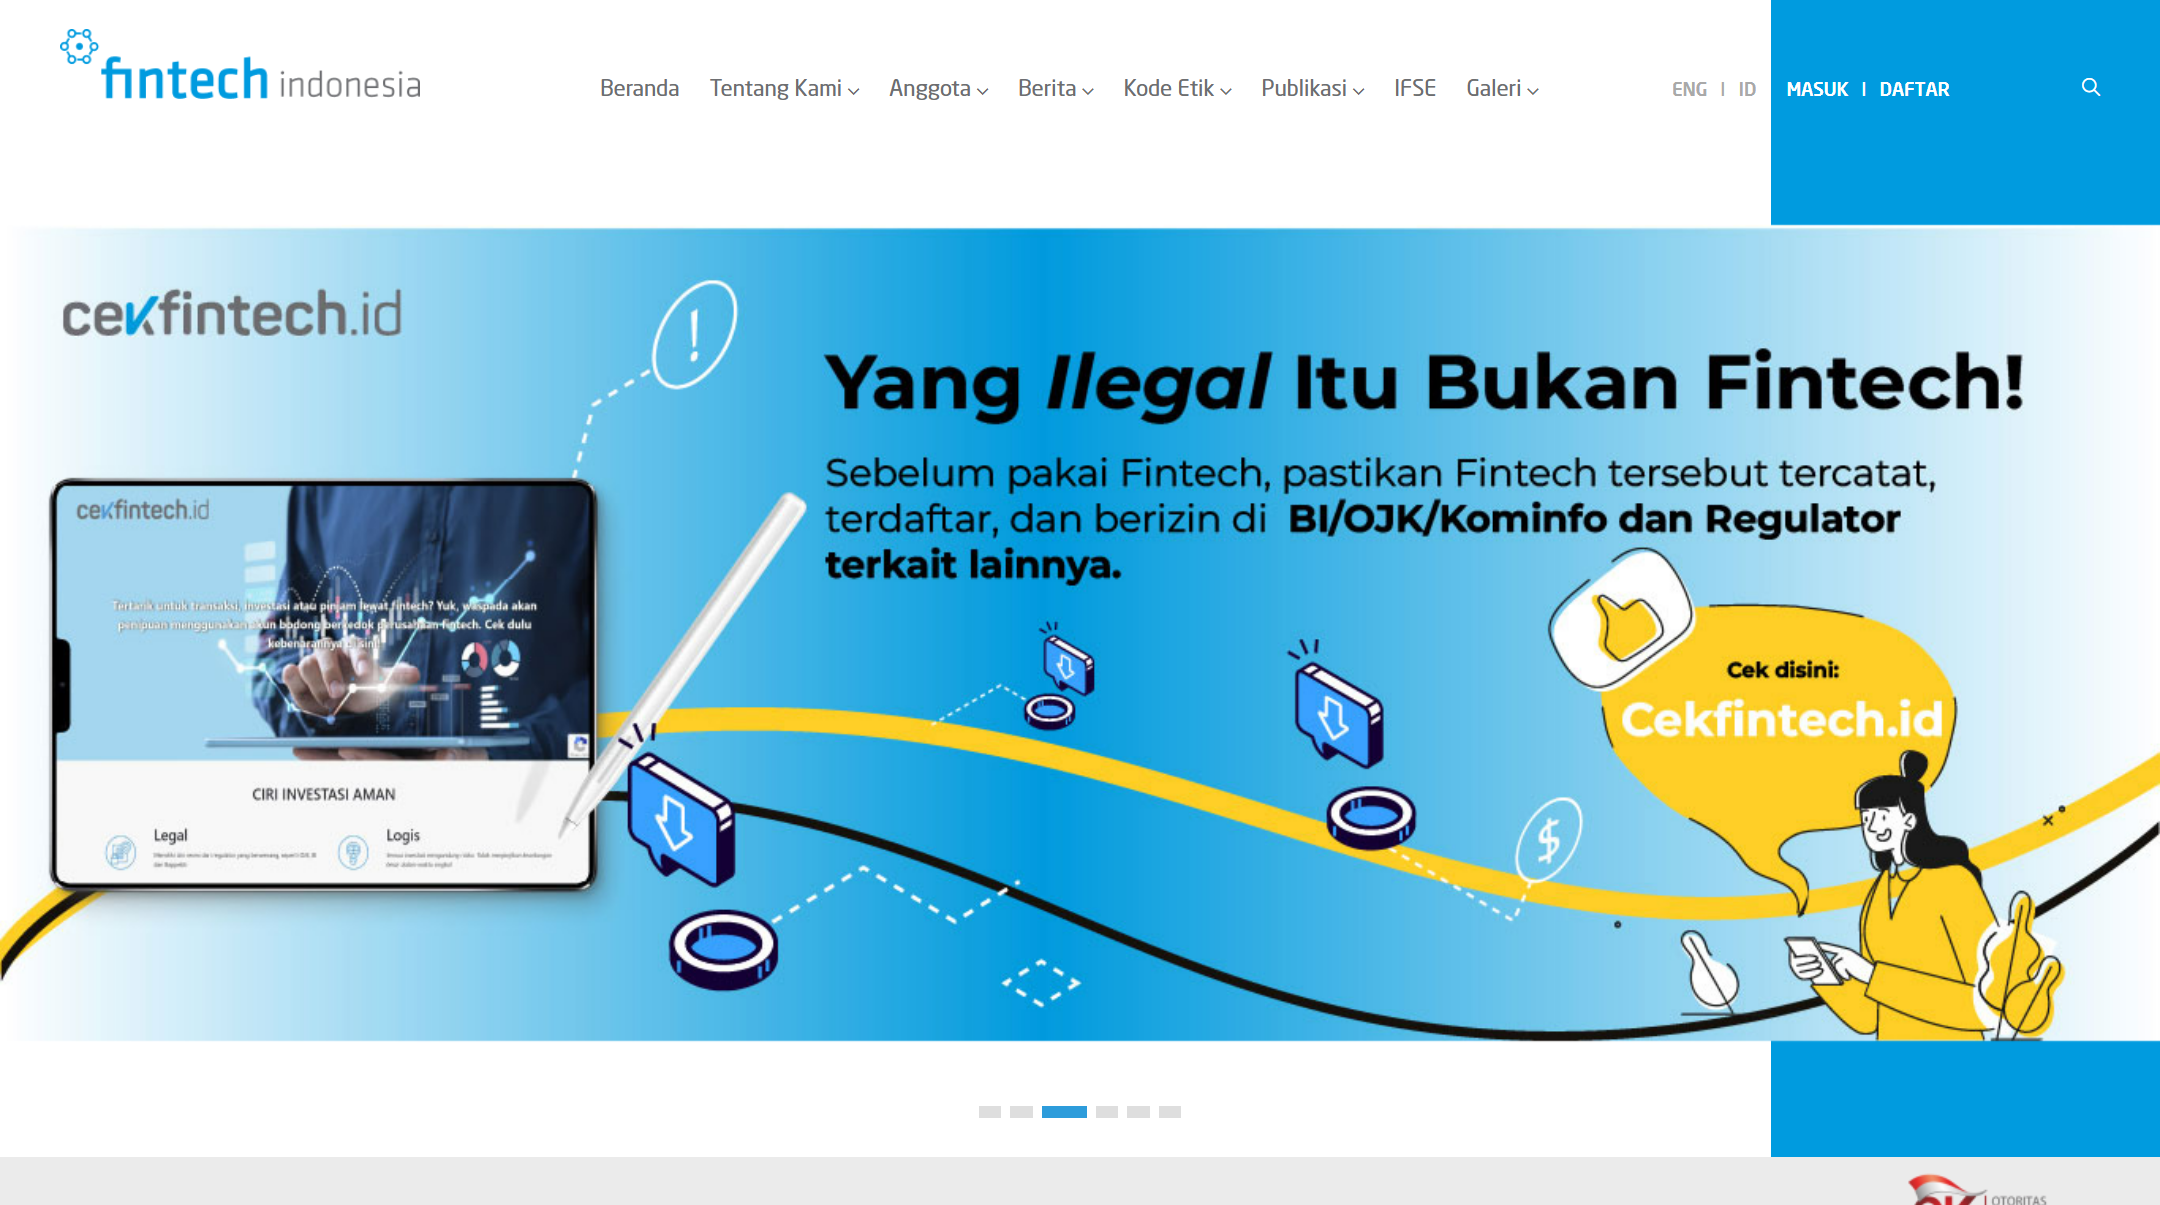 fintech indonesia
Beranda Tentang Kami Anggota Berita Kode Etik Publikasi IFSE Galeri ENG | ID MASUK | DAFTAR
cekfintech.id
Yang Ilegal Itu Bukan Fintech!
Sebelum pakai Fintech, pastikan Fintech tersebut tercatat,
terdaftar, dan berizin di BI/OJK/Kominfo dan Regulator
terkait lainnya.
cekfintech.id
Tertarik untuk transaksi, investasi atau pinjam lewat fintech? Yuk, waspada akan
penipuan menggunakan akun bodong berkedok perusahaan fintech. Cek dulu
kebenarannya disini!
CIRI INVESTASI AMAN
Legal
Logis
Cek disini:
Cekfintech.id
OTORITAS